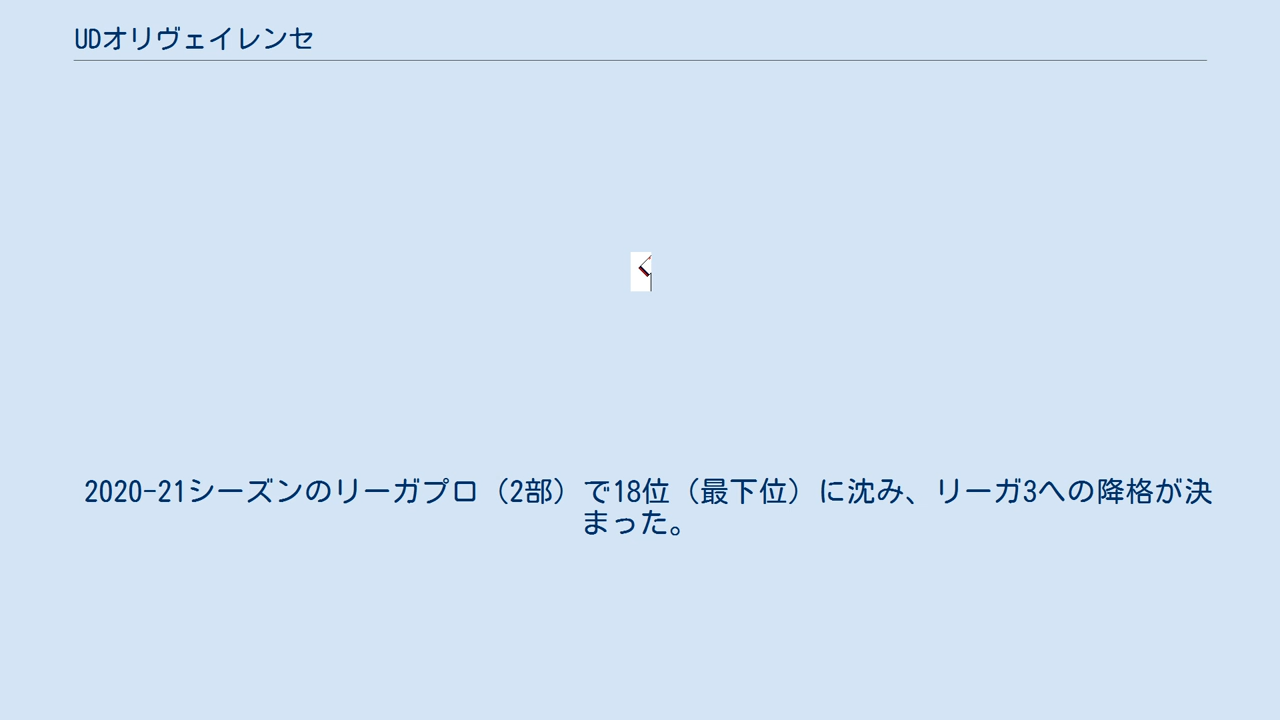 UDオリヴェイレンセ
2020-21シーズンのリーガプロ（2部）で18位（最下位）に沈み、リーガ3への降格が決
まった。